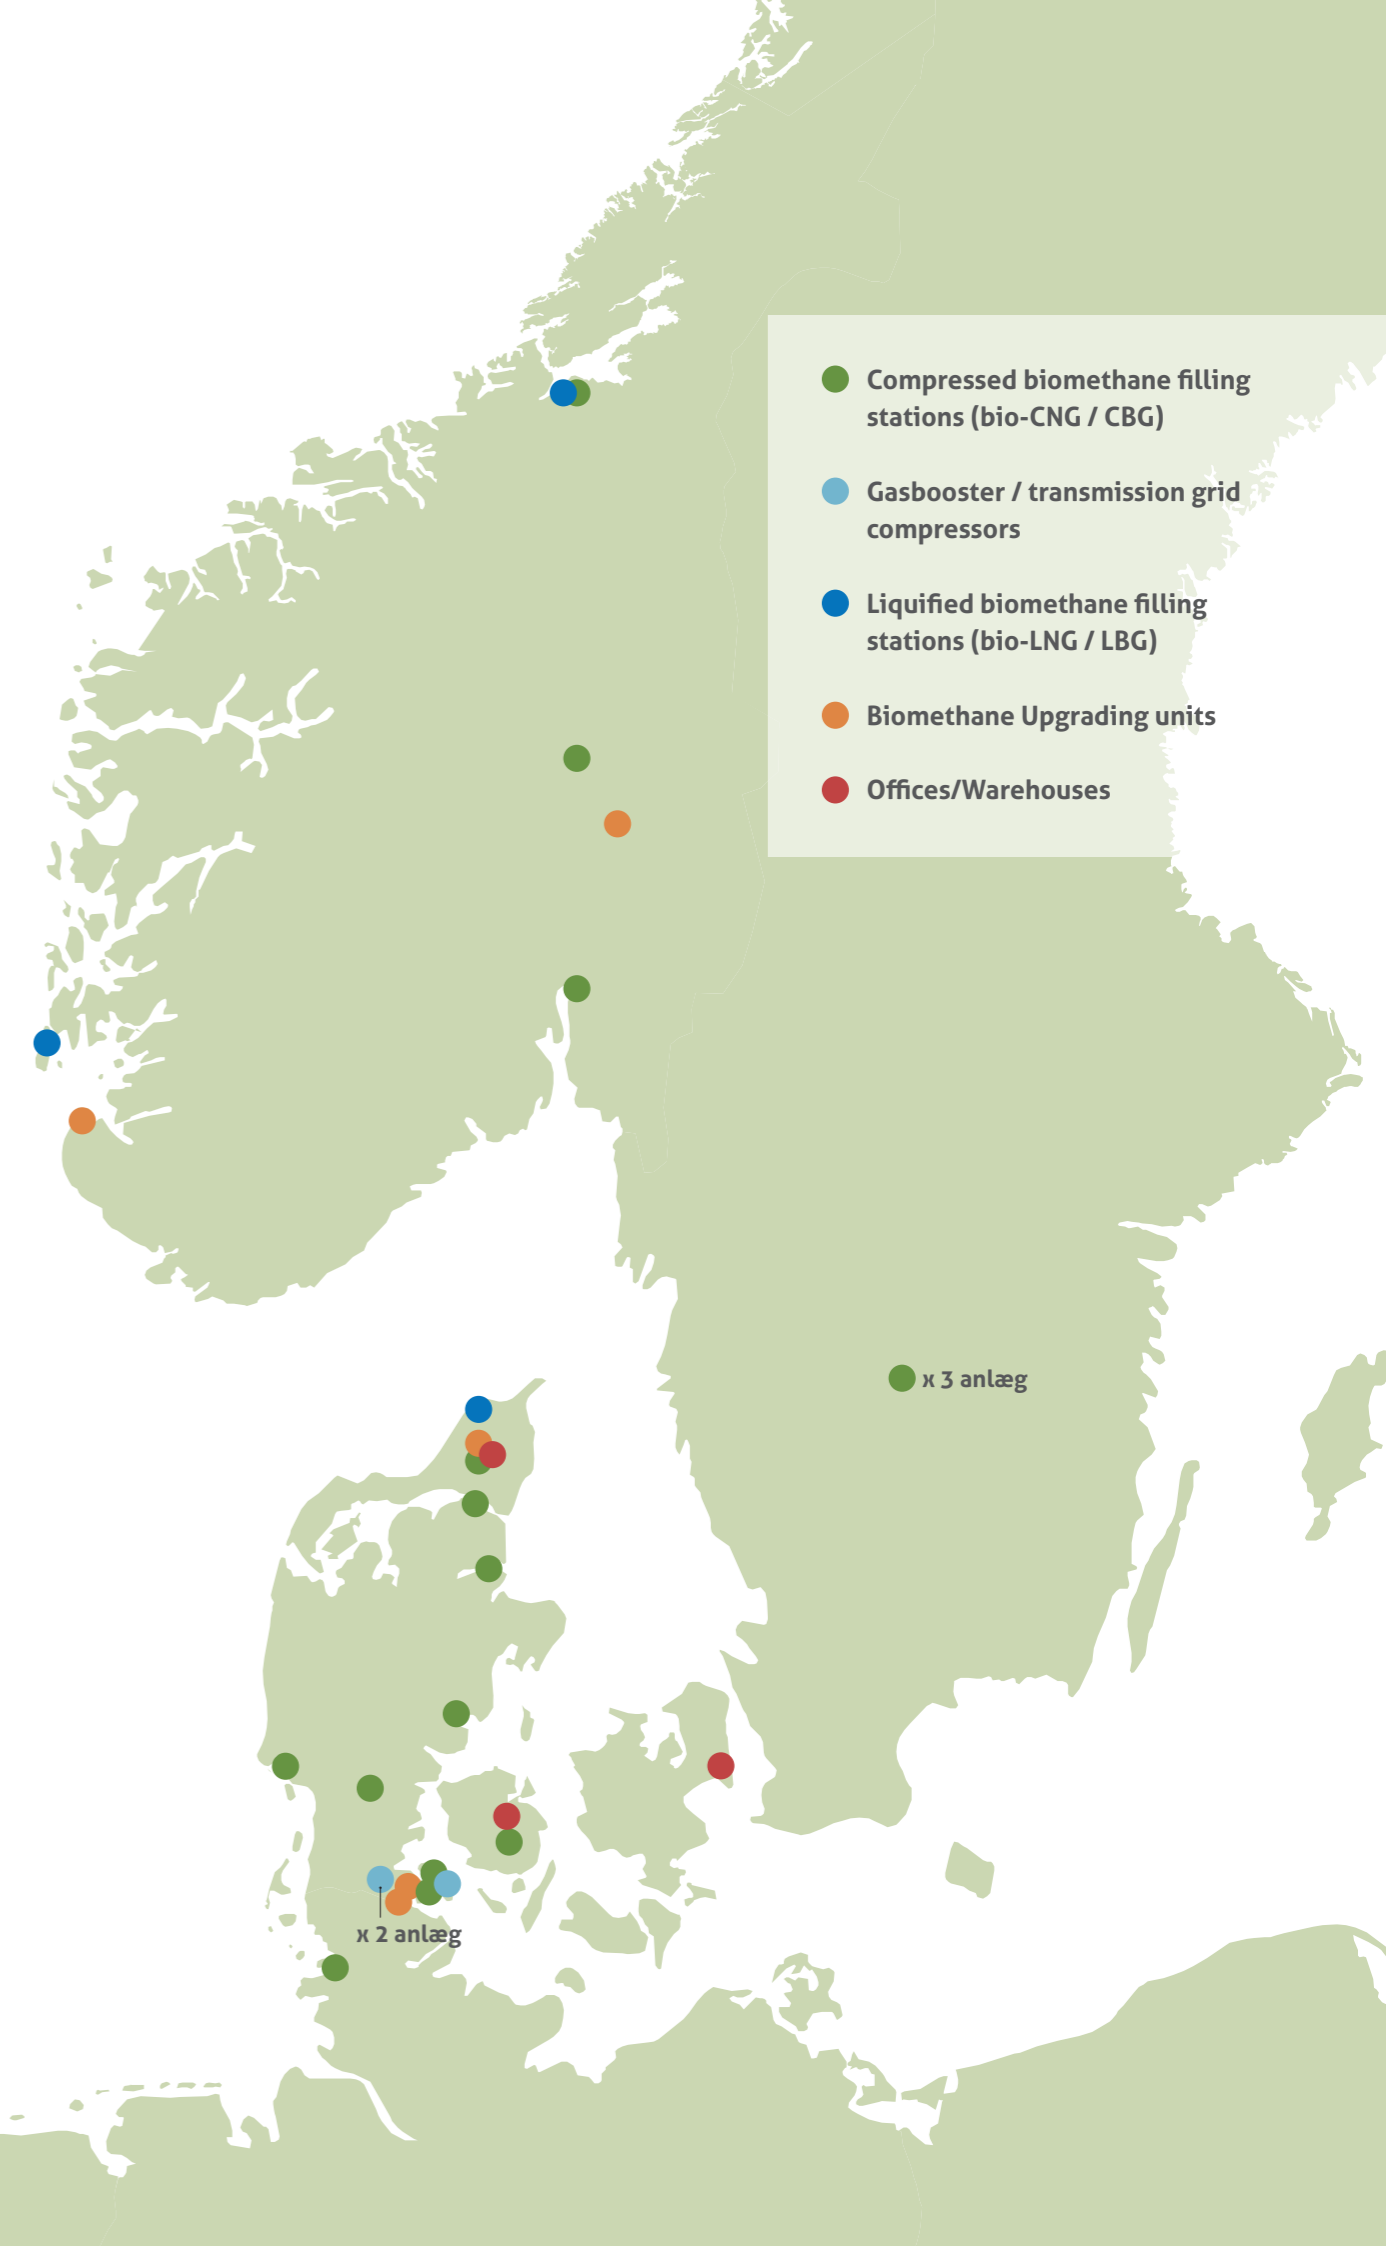 Compressed biomethane filling
stations (bio-CNG / CBG)
Gasbooster / transmission grid
compressors
Liquified biomethane filling
stations (bio-LNG / LBG)
Biomethane Upgrading units
Offices/Warehouses
x 3 anlæg
x 2 anlæg